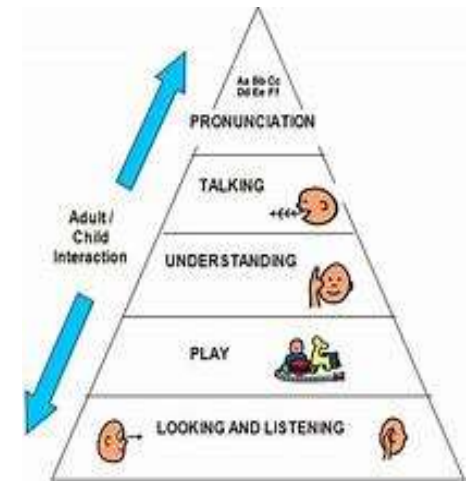 Aa Bb Cc
Dd Ee Ff
PRONUNCIATION
TALKING
Adult /
Child
Interaction
UNDERSTANDING
PLAY
LOOKING AND LISTENING